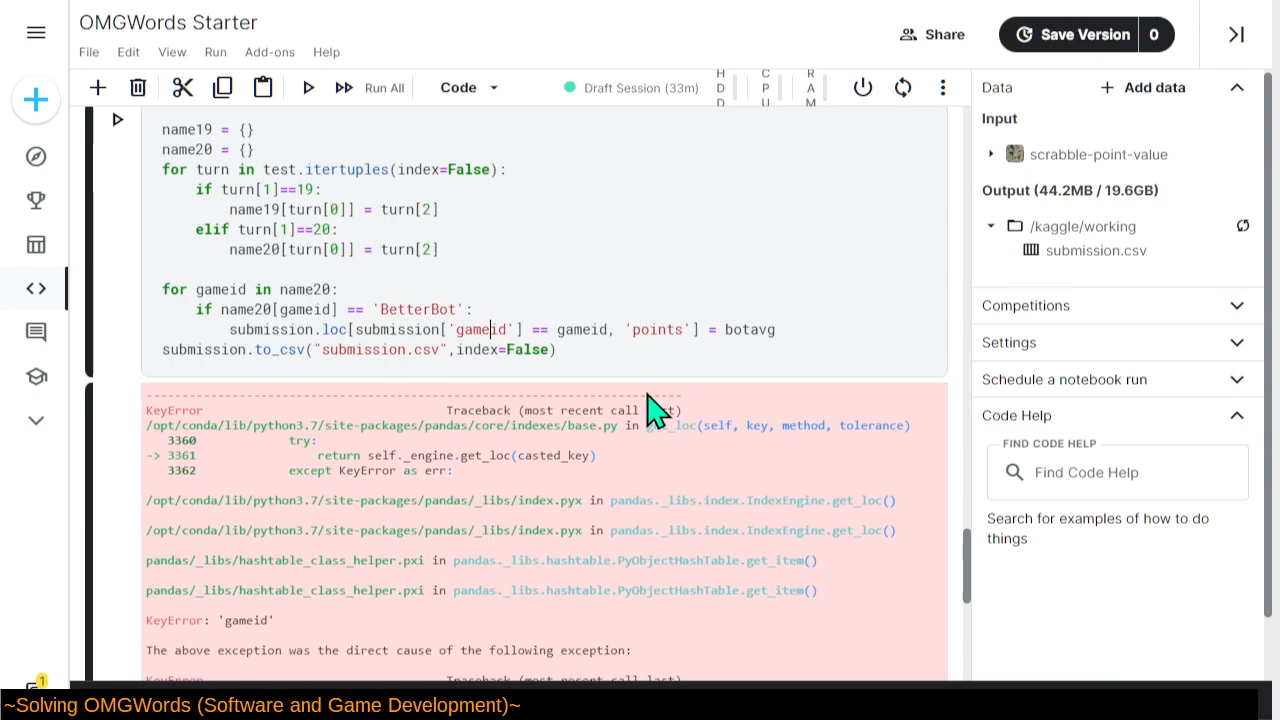 OMGWords Starter
File Edit View Run Add-ons Help
Share
Save Version 0
Run All
Code
Draft Session (33m)
HDD
CPU
RAM
name19 = {}
name20 = {}
for turn in test.itertuples(index=False):
    if turn[1]==19:
        name19[turn[0]] = turn[2]
    elif turn[1]==20:
        name20[turn[0]] = turn[2]
for gameid in name20:
    if name20[gameid] == 'BetterBot':
        submission.loc[submission['gameid'] == gameid, 'points'] = botavg
submission.to_csv("submission.csv",index=False)
---------------------------------------------------------------------------
KeyError Traceback (most recent call last)
/opt/conda/lib/python3.7/site-packages/pandas/core/indexes/base.py in get_loc(self, key, method, tolerance)
3360 try:
-> 3361 return self._engine.get_loc(casted_key)
3362 except KeyError as err:
/opt/conda/lib/python3.7/site-packages/pandas/_libs/index.pyx in pandas._libs.index.IndexEngine.get_loc()
/opt/conda/lib/python3.7/site-packages/pandas/_libs/index.pyx in pandas._libs.index.IndexEngine.get_loc()
pandas/_libs/hashtable_class_helper.pxi in pandas._libs.hashtable.PyObjectHashTable.get_item()
pandas/_libs/hashtable_class_helper.pxi in pandas._libs.hashtable.PyObjectHashTable.get_item()
KeyError: 'gameid'
The above exception was the direct cause of the following exception:
KeyError Traceback (most recent call last)
Data
Add data
Input
scrabble-point-value
Output (44.2MB / 19.6GB)
/kaggle/working
submission.csv
Competitions
Settings
Schedule a notebook run
Code Help
FIND CODE HELP
Find Code Help
Search for examples of how to do
things
1
~Solving OMGWords (Software and Game Development)~